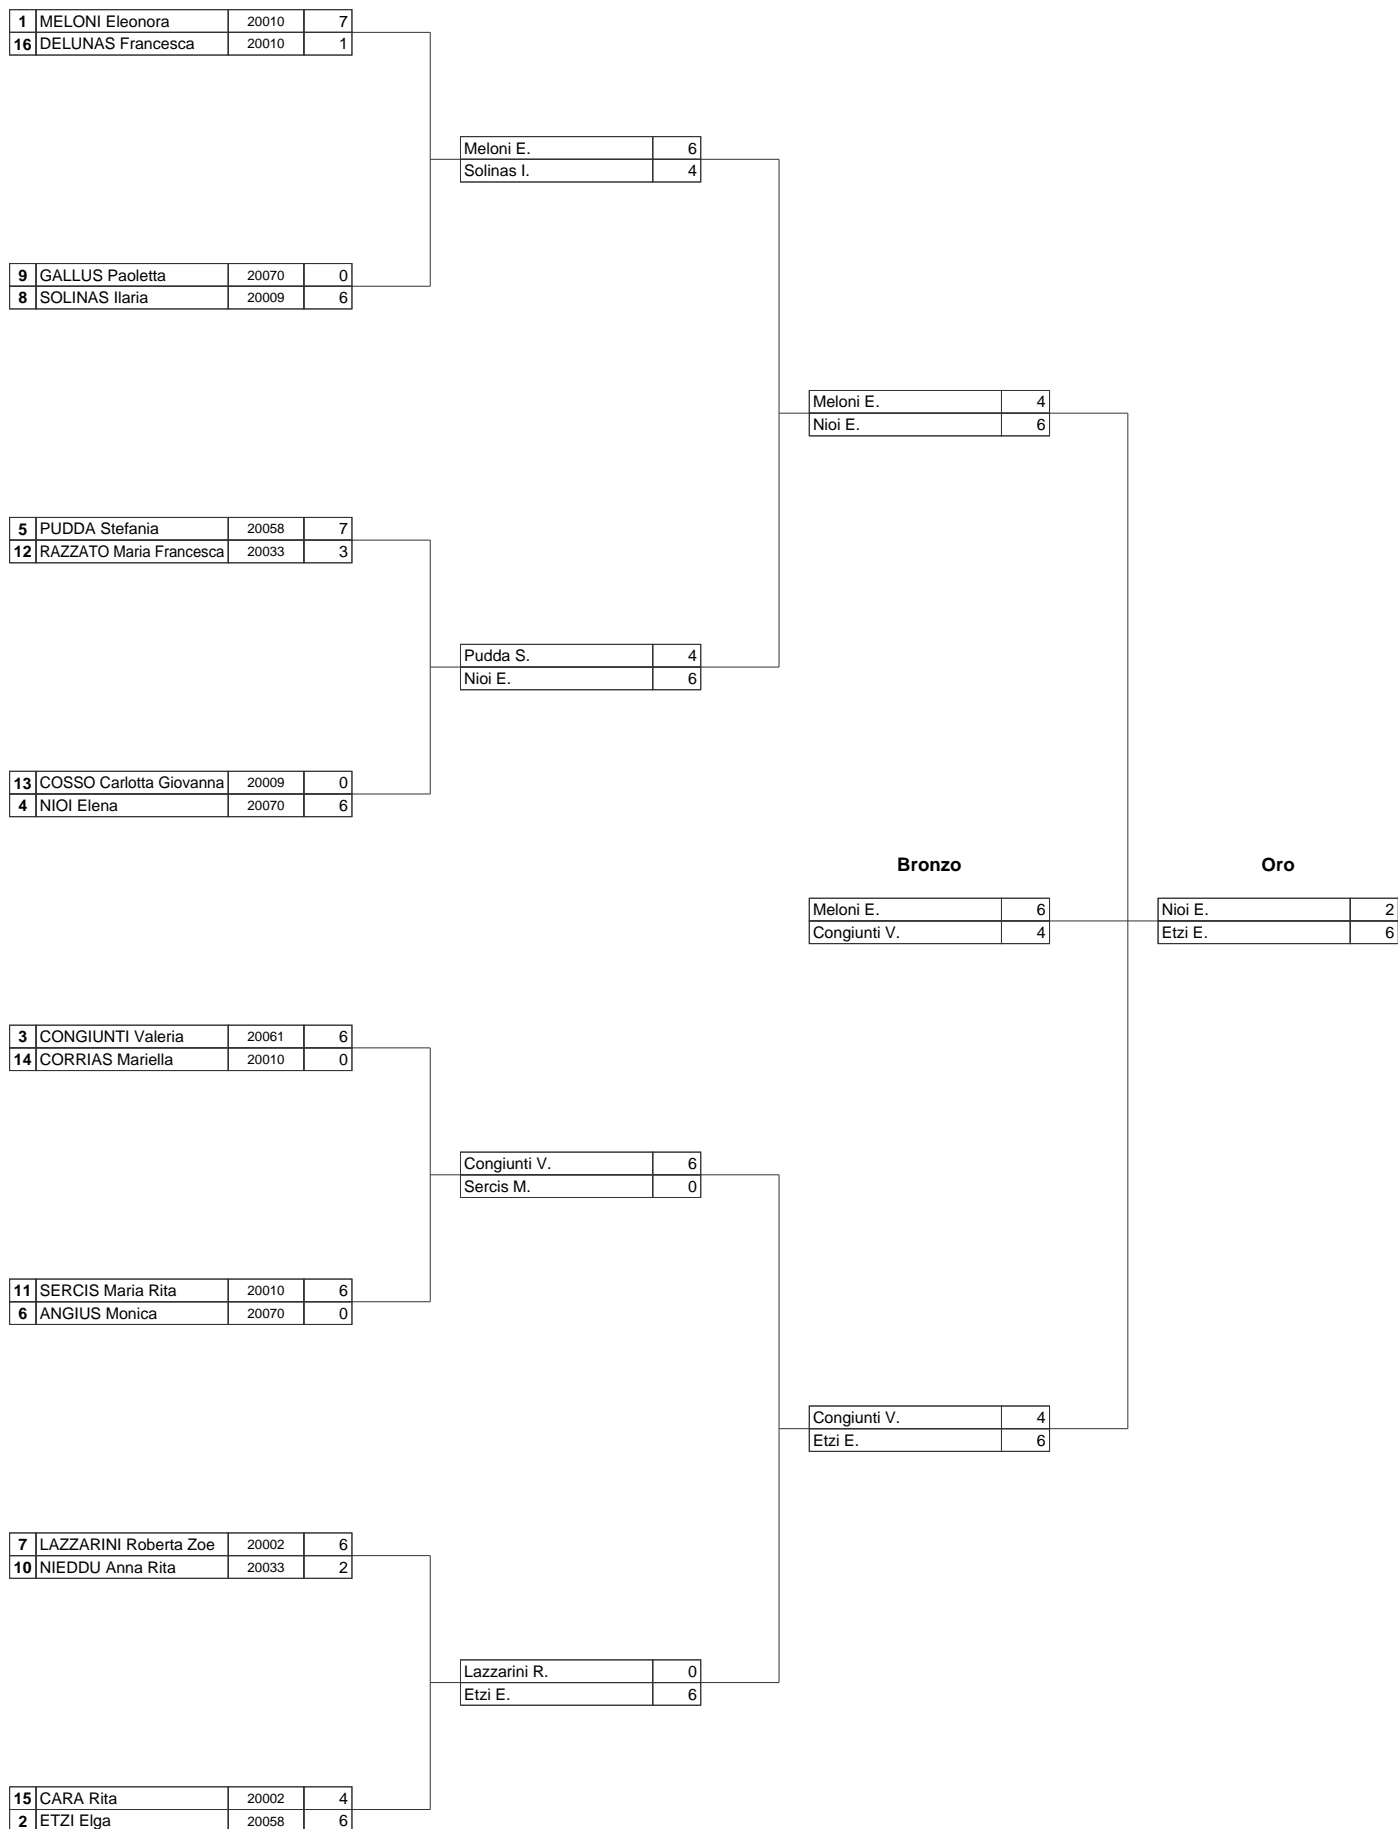 1 MELONI Eleonora 20010 7
16 DELUNAS Francesca 20010 1
Meloni E. 6
Solinas I. 4
9 GALLUS Paoletta 20070 0
8 SOLINAS Ilaria 20009 6
Meloni E. 4
Nioi E. 6
5 PUDDA Stefania 20058 7
12 RAZZATO Maria Francesca 20033 3
Pudda S. 4
Nioi E. 6
13 COSSO Carlotta Giovanna 20009 0
4 NIOI Elena 20070 6
Bronzo Oro
Meloni E. 6 Nioi E. 2
Congiunti V. 4 Etzi E. 6
3 CONGIUNTI Valeria 20061 6
14 CORRIAS Mariella 20010 0
Congiunti V. 6
Sercis M. 0
11 SERCIS Maria Rita 20010 6
6 ANGIUS Monica 20070 0
Congiunti V. 4
Etzi E. 6
7 LAZZARINI Roberta Zoe 20002 6
10 NIEDDU Anna Rita 20033 2
Lazzarini R. 0
Etzi E. 6
15 CARA Rita 20002 4
2 ETZI Elga 20058 6